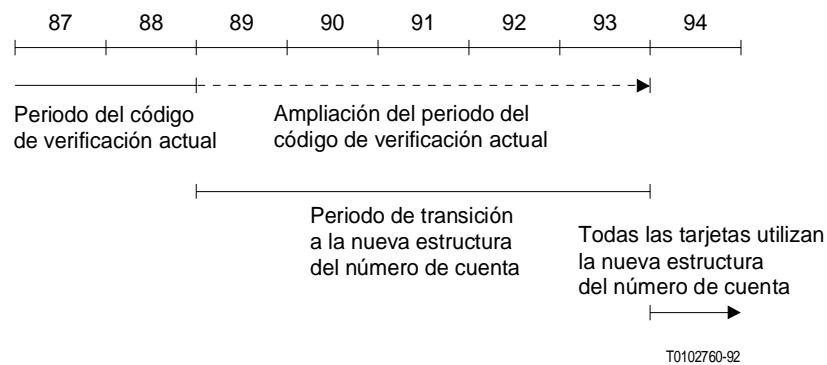 87 88 89 90 91 92 93 94
Periodo del código
de verificación actual
Ampliación del periodo del
código de verificación actual
Periodo de transición
a la nueva estructura
del número de cuenta
Todas las tarjetas utilizan
la nueva estructura
del número de cuenta
T0102760-92